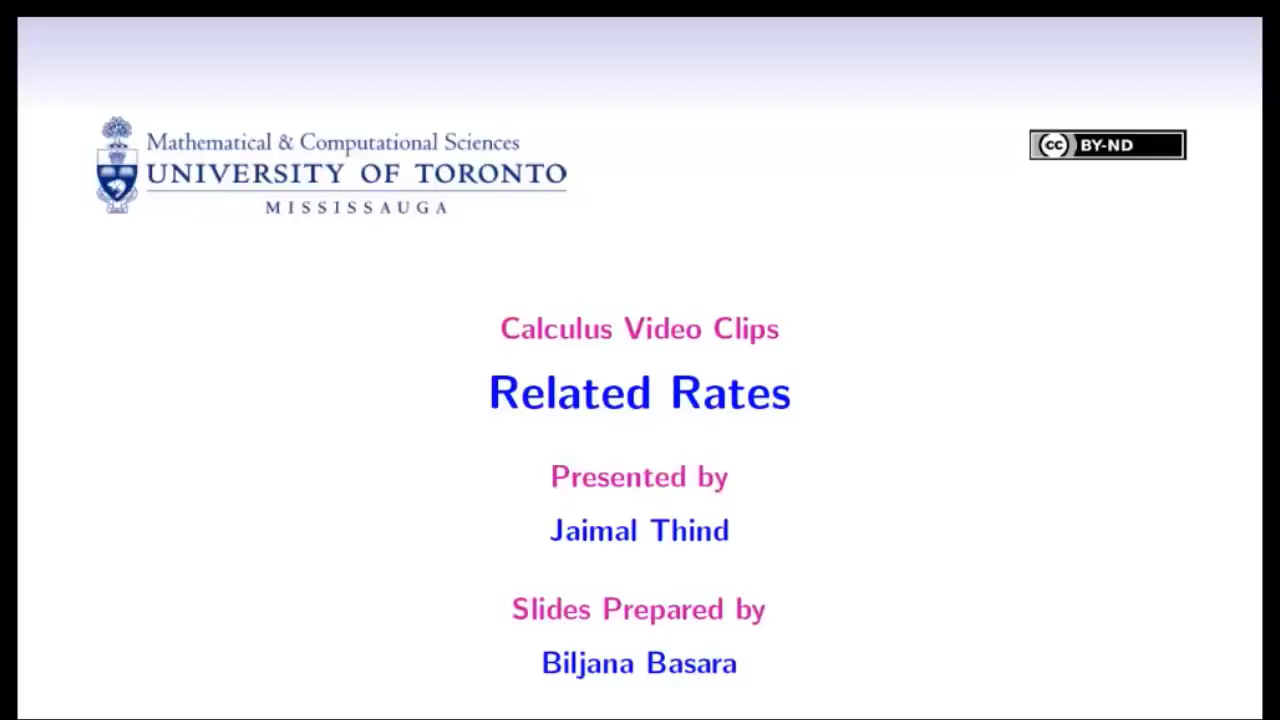 Mathematical & Computational Sciences
UNIVERSITY OF TORONTO
MISSISSAUGA
cc BY-ND
Calculus Video Clips
Related Rates
Presented by
Jaimal Thind
Slides Prepared by
Biljana Basara